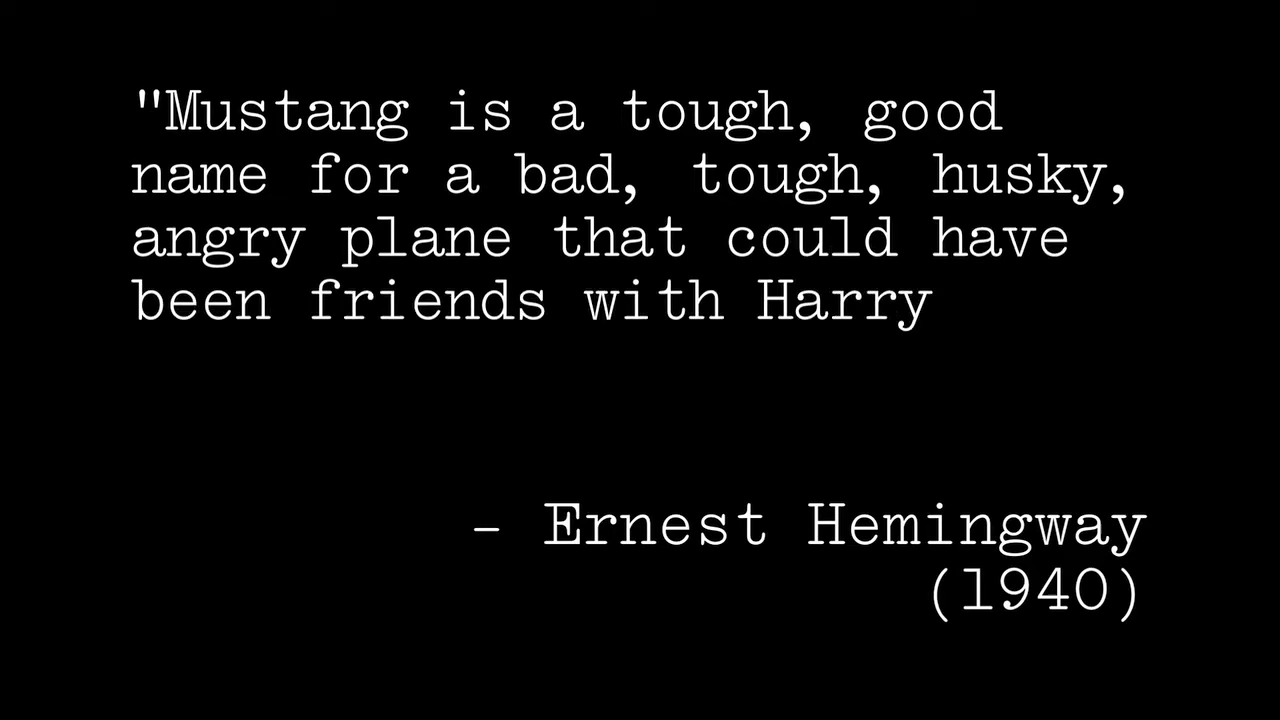 "Mustang is a tough, good
name for a bad, tough, husky,
angry plane that could have
been friends with Harry
- Ernest Hemingway
(1940)